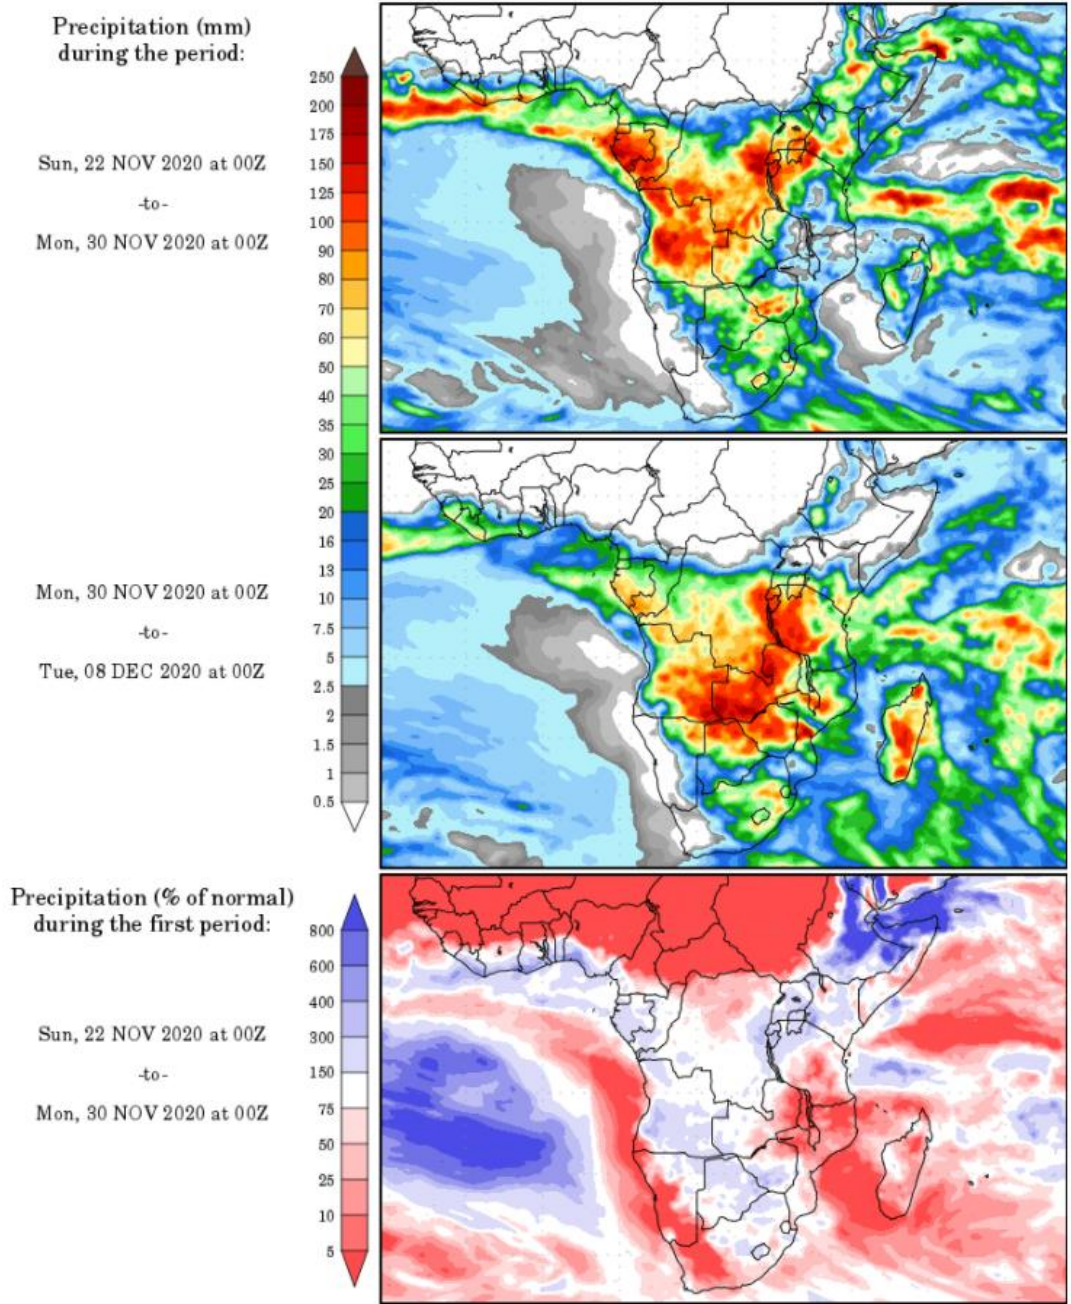 Precipitation (mm)
during the period:
Sun, 22 NOV 2020 at 00Z
-to-
Mon, 30 NOV 2020 at 00Z
Mon, 30 NOV 2020 at 00Z
-to-
Tue, 08 DEC 2020 at 00Z
250
200
175
150
125
100
90
80
70
60
50
40
35
30
25
20
16
13
10
7.5
5
2.5
2
1.5
1
0.5
Precipitation (% of normal)
during the first period:
Sun, 22 NOV 2020 at 00Z
-to-
Mon, 30 NOV 2020 at 00Z
800
600
400
300
150
75
50
25
10
5